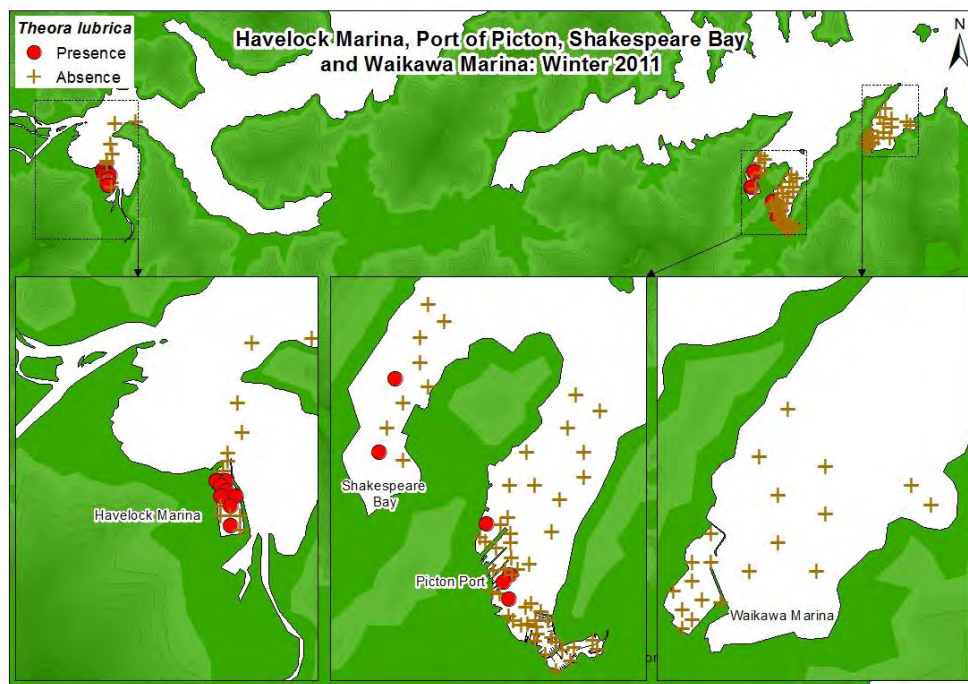 Theora lubrica
Presence
Absence
Havelock Marina, Port of Picton, Shakespeare Bay
and Waikawa Marina: Winter 2011
N
Havelock Marina
Shakespeare
Bay
Picton Port
Waikawa Marina
or